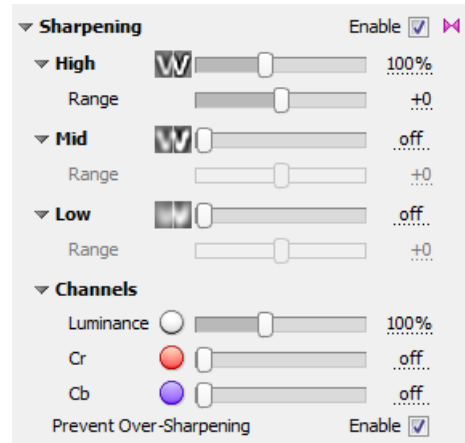 Sharpening Enable
High 100%
Range +0
Mid off
Range +0
Low off
Range +0
Channels
Luminance 100%
Cr off
Cb off
Prevent Over-Sharpening Enable